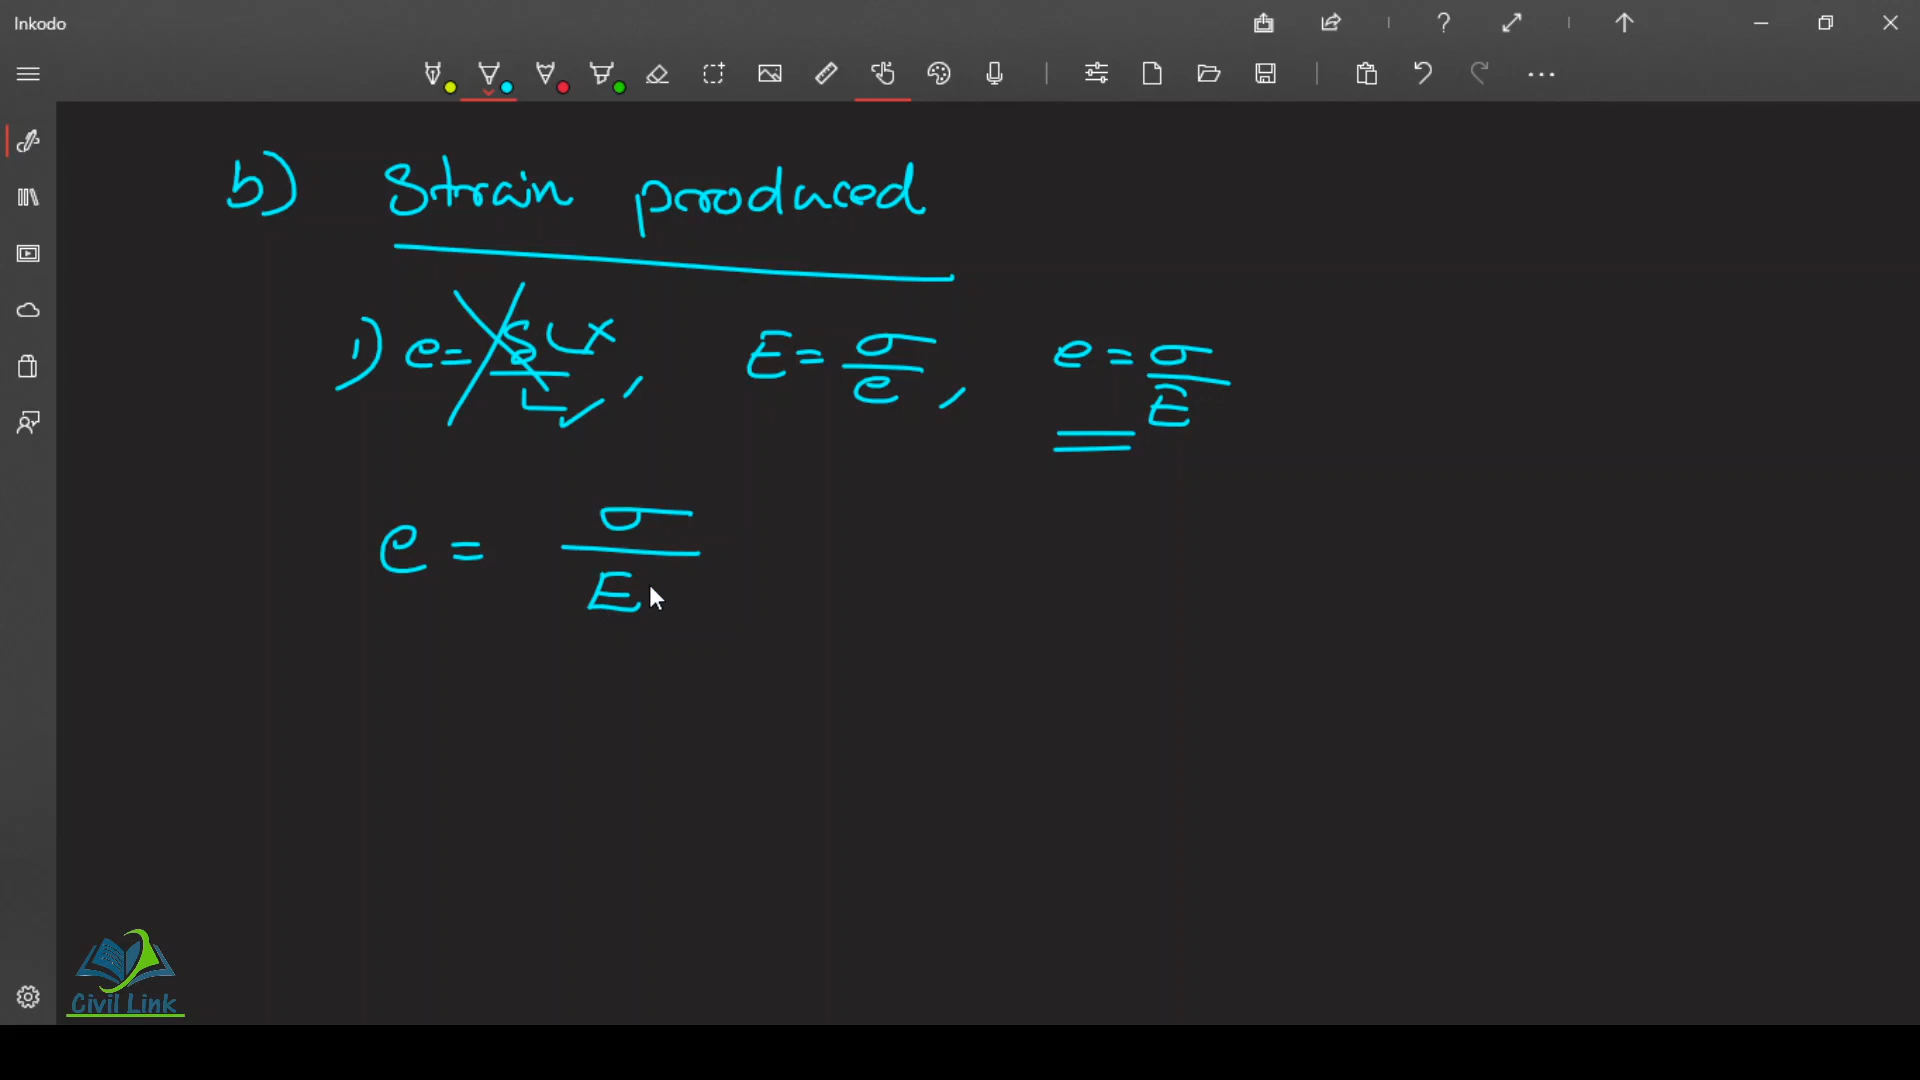 Inkodo
b) Strain produced
1) e = δL / L, E = σ / e, e = σ / E
e = σ / E
Civil Link